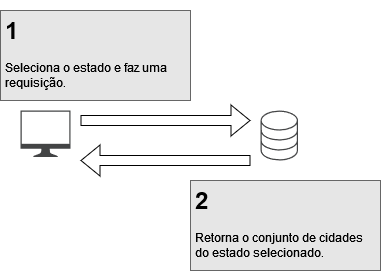 1
Seleciona o estado e faz uma
requisição.
2
Retorna o conjunto de cidades
do estado selecionado.